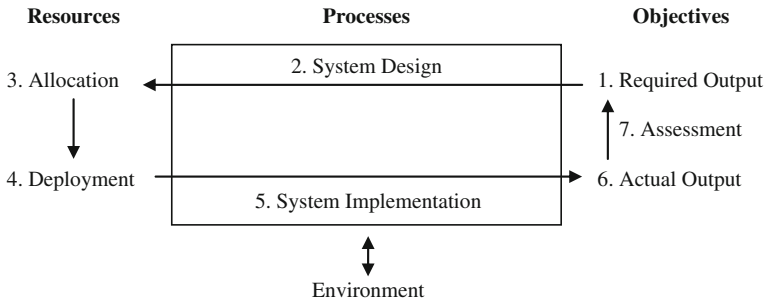 Resources Processes Objectives
2. System Design
3. Allocation 1. Required Output
7. Assessment
4. Deployment 6. Actual Output
5. System Implementation
Environment